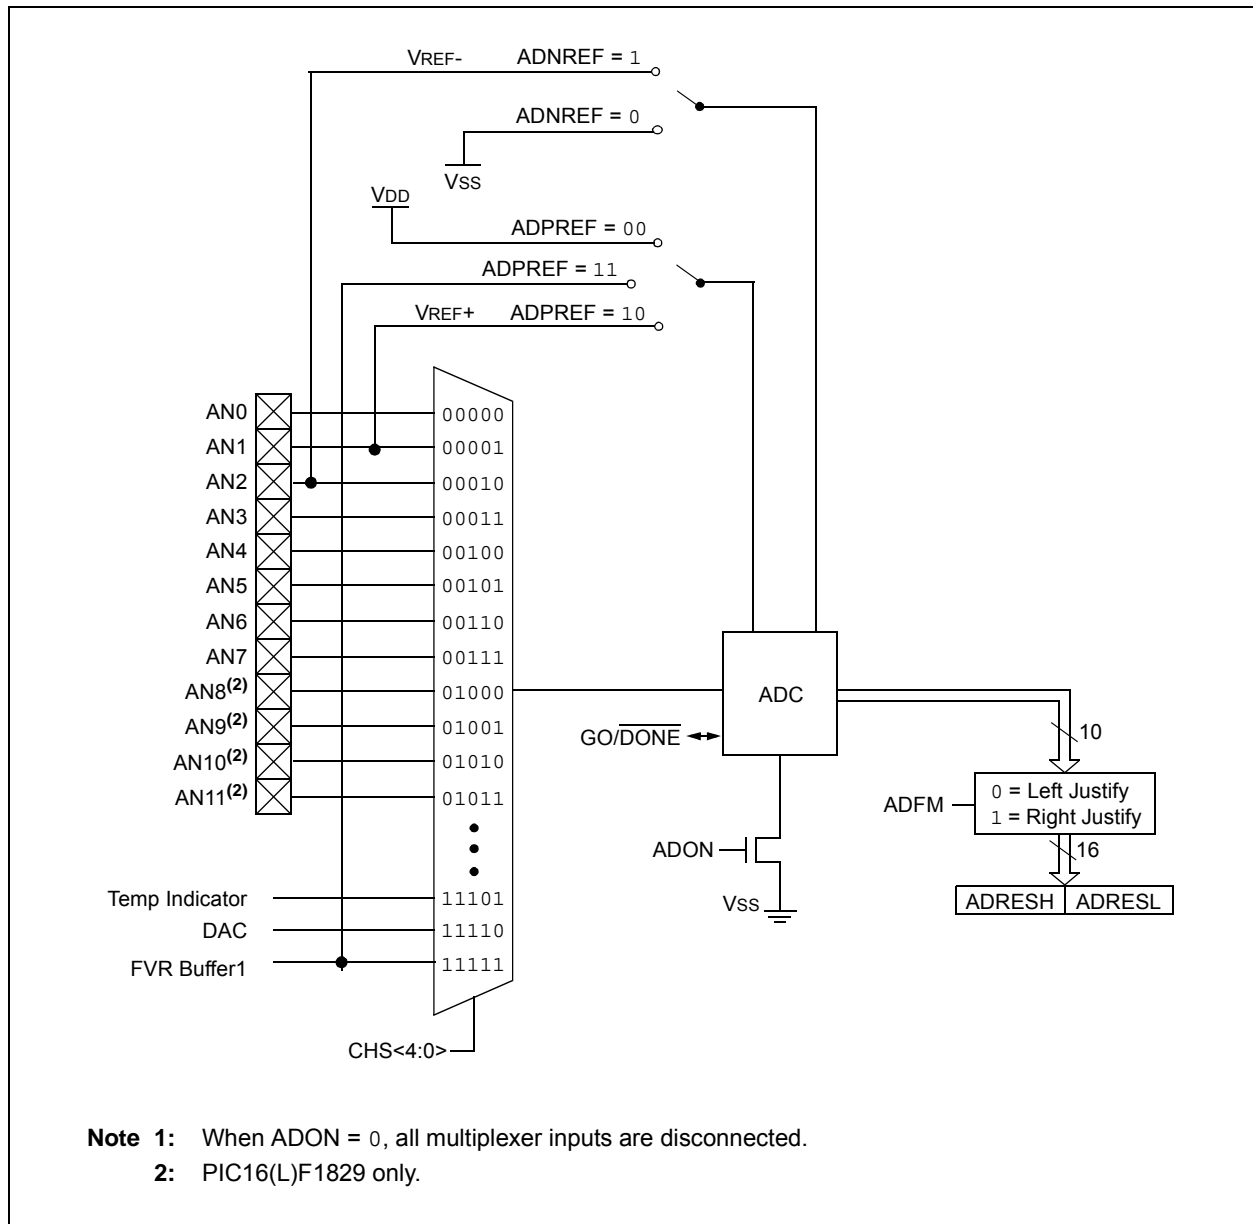 VREF- ADNREF = 1
ADNREF = 0
VSS
VDD
ADPREF = 00
ADPREF = 11
VREF+ ADPREF = 10
AN0 00000
AN1 00001
AN2 00010
AN3 00011
AN4 00100
AN5 00101
AN6 00110
AN7 00111
AN8(2) 01000
AN9(2) 01001
AN10(2) 01010
AN11(2) 01011
ADC
GO/DONE
10
ADFM
0 = Left Justify
1 = Right Justify
16
ADRESH ADRESL
ADON
VSS
Temp Indicator 11101
DAC 11110
FVR Buffer1 11111
CHS<4:0>
Note 1: When ADON = 0, all multiplexer inputs are disconnected.
2: PIC16(L)F1829 only.